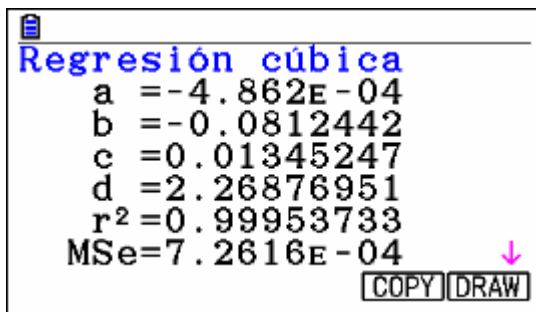 Regresión cúbica
a =-4.862E-04
b =-0.0812442
c =0.01345247
d =2.26876951
r²=0.99953733
MSe=7.2616E-04 ↓
COPY DRAW